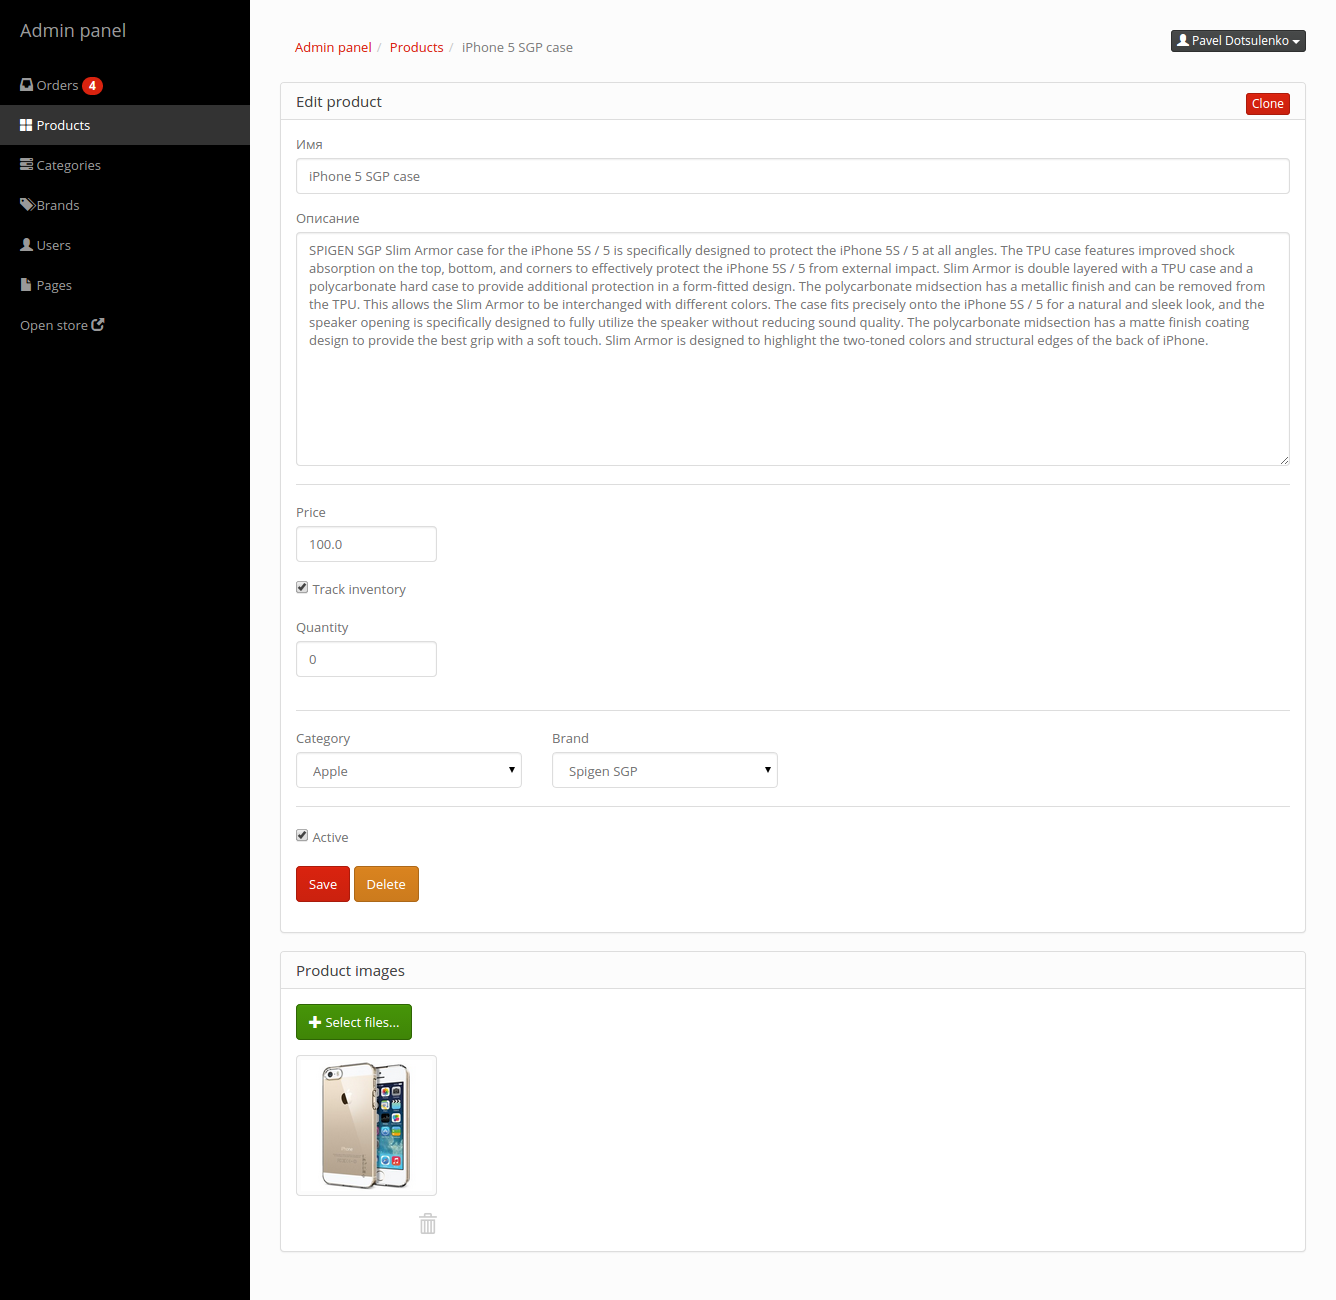 Admin panel
Orders 4
Products
Categories
Brands
Users
Pages
Open store
Admin panel / Products / iPhone 5 SGP case
Pavel Dotsulenko
Edit product
Clone
Имя
iPhone 5 SGP case
Описание
SPIGEN SGP Slim Armor case for the iPhone 5S / 5 is specifically designed to protect the iPhone 5S / 5 at all angles. The TPU case features improved shock
absorption on the top, bottom, and corners to effectively protect the iPhone 5S / 5 from external impact. Slim Armor is double layered with a TPU case and a
polycarbonate hard case to provide additional protection in a form-fitted design. The polycarbonate midsection has a metallic finish and can be removed from
the TPU. This allows the Slim Armor to be interchanged with different colors. The case fits precisely onto the iPhone 5S / 5 for a natural and sleek look, and the
speaker opening is specifically designed to fully utilize the speaker without reducing sound quality. The polycarbonate midsection has a matte finish coating
design to provide the best grip with a soft touch. Slim Armor is designed to highlight the two-toned colors and structural edges of the back of iPhone.
Price
100.0
Track inventory
Quantity
0
Category
Brand
Apple
Spigen SGP
Active
Save
Delete
Product images
Select files...